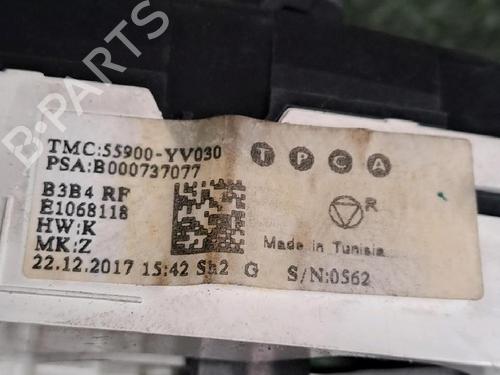 TMC:55900-YV030
PSA:B000737077
T P C A
B3B4 RF
E1068118
HW:K
MK:Z
R
Made in Tunisia
22.12.2017 15:42 Sh2 G S/N:0562
B-PARTS